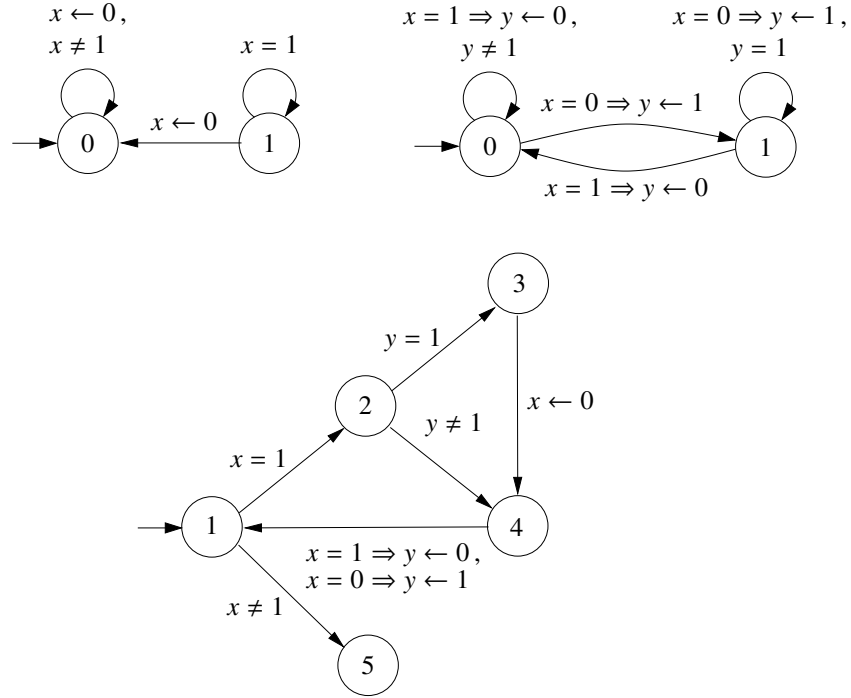 x ← 0 ,
x ≠ 1
x = 1
x ← 0
0
1
x = 1 ⇒ y ← 0 ,
y ≠ 1
x = 0 ⇒ y ← 1 ,
y = 1
x = 0 ⇒ y ← 1
0
1
x = 1 ⇒ y ← 0
3
y = 1
2
x ← 0
y ≠ 1
x = 1
1
4
x = 1 ⇒ y ← 0 ,
x = 0 ⇒ y ← 1
x ≠ 1
5